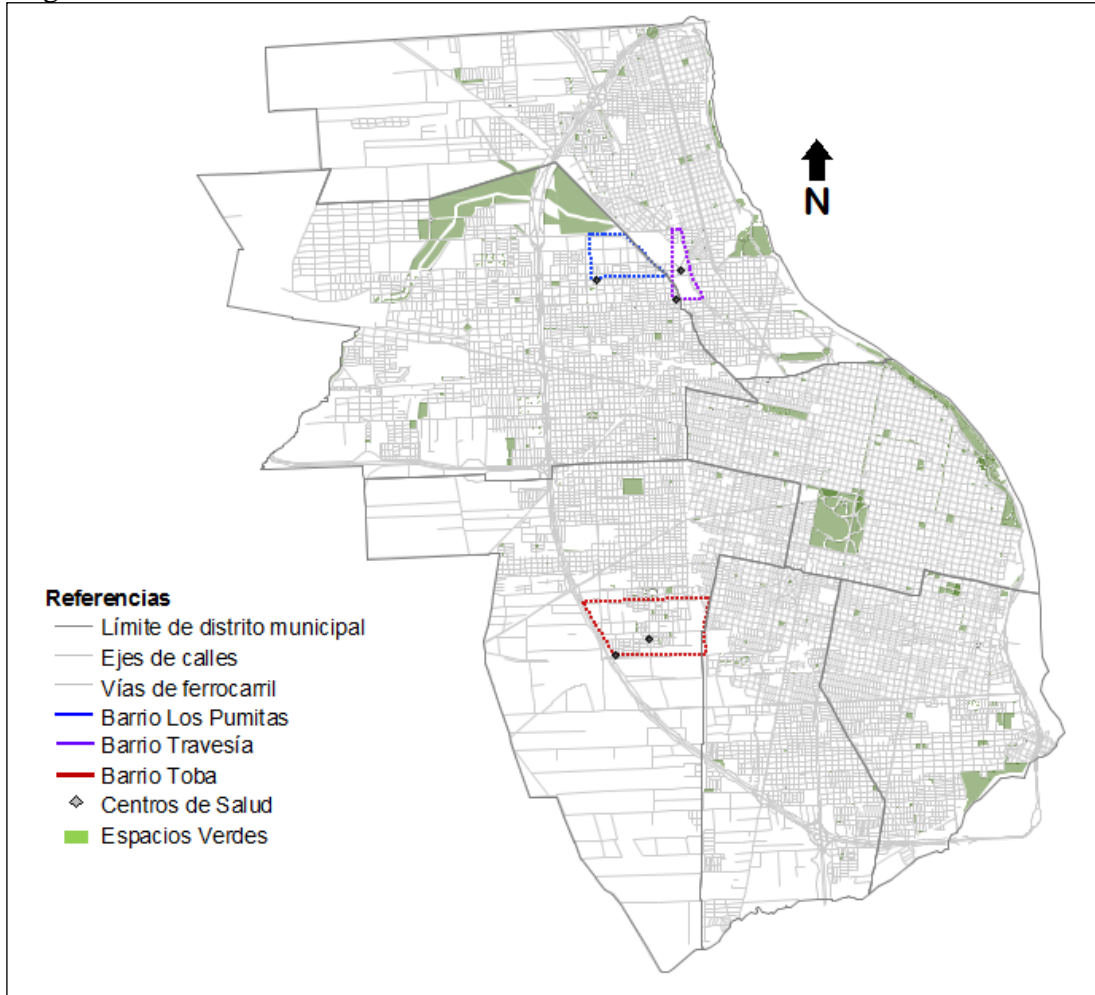 N
Referencias
Límite de distrito municipal
Ejes de calles
Vías de ferrocarril
Barrio Los Pumitas
Barrio Travesía
Barrio Toba
Centros de Salud
Espacios Verdes